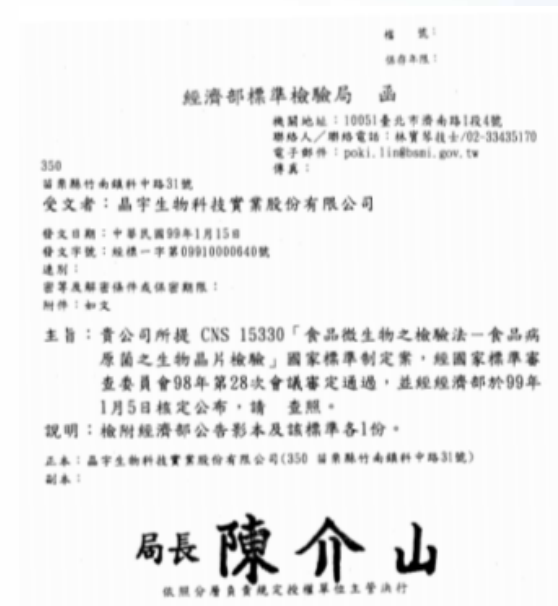 檔　號：
保存年限：
經濟部標準檢驗局　函
機關地址：10051臺北市濟南路1段4號
聯絡人／聯絡電話：林寶琴技士/02-33435170
電子郵件：poki.lin@bsmi.gov.tw
傳真：
350
苗栗縣竹南鎮科中路31號
受文者：晶宇生物科技實業股份有限公司
發文日期：中華民國99年1月15日
發文字號：經標一字第09910000640號
速別：
密等及解密條件或保密期限：
附件：如文
主旨：貴公司所提 CNS 15330「食品微生物之檢驗法－食品病
原菌之生物晶片檢驗」國家標準制定案，經國家標準審
查委員會98年第28次會議審定通過，並經經濟部於99年
1月5日核定公布，請　查照。
說明：檢附經濟部公告影本及該標準各1份。
正本：晶宇生物科技實業股份有限公司(350 苗栗縣竹南鎮科中路31號)
副本：
局長 陳介山
依照分層負責規定授權單位主管決行